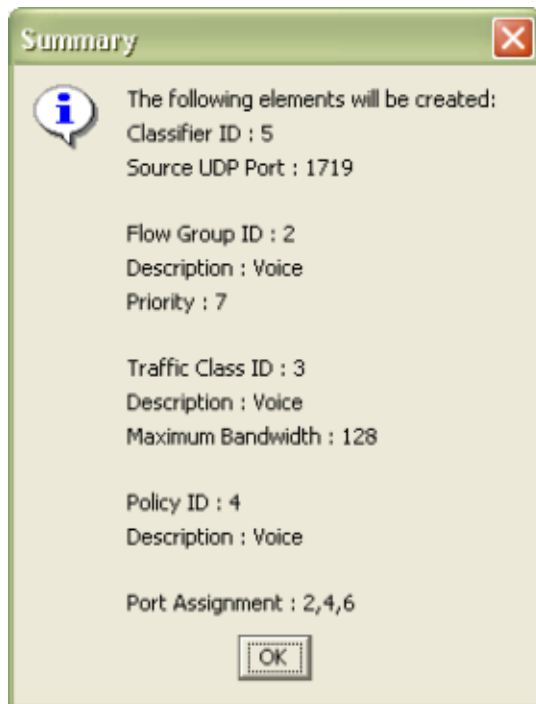 Summary
The following elements will be created:
Classifier ID : 5
Source UDP Port : 1719
Flow Group ID : 2
Description : Voice
Priority : 7
Traffic Class ID : 3
Description : Voice
Maximum Bandwidth : 128
Policy ID : 4
Description : Voice
Port Assignment : 2,4,6
OK